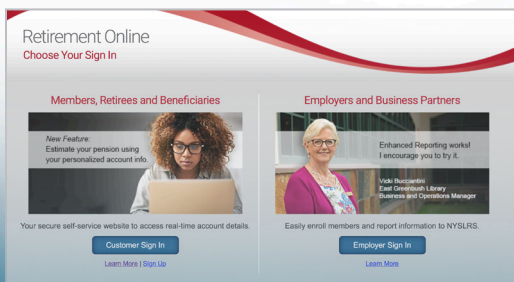 Retirement Online
Choose Your Sign In
Members, Retirees and Beneficiaries
New Feature:
Estimate your pension using
your personalized account info.
Your secure self-service website to access real-time account details.
Customer Sign In
Learn More | Sign Up
Employers and Business Partners
Enhanced Reporting works!
I encourage you to try it.
Vicki Bucciantini
East Greenbush Library
Business and Operations Manager
Easily enroll members and report information to NYSLRS.
Employer Sign In
Learn More